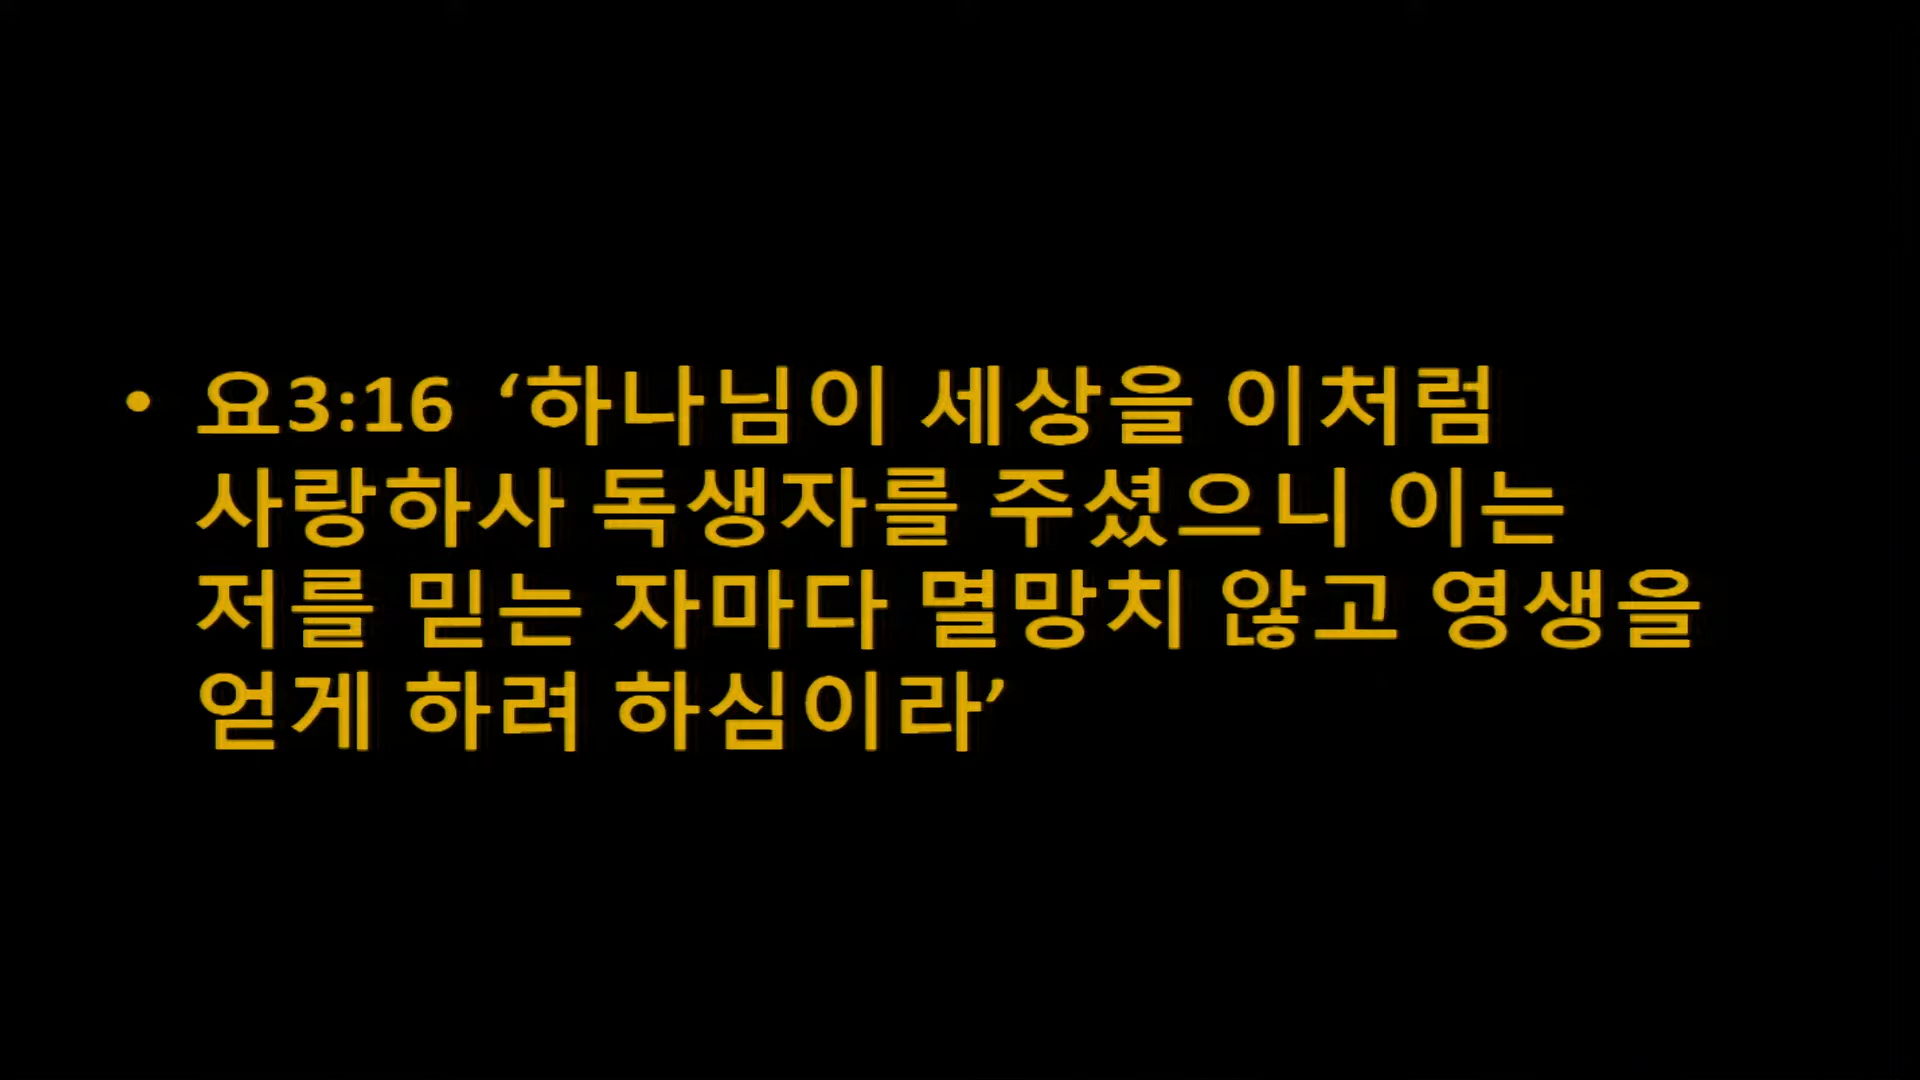 • 요3:16 ‘하나님이 세상을 이처럼
사랑하사 독생자를 주셨으니 이는
저를 믿는 자마다 멸망치 않고 영생을
얻게 하려 하심이라’